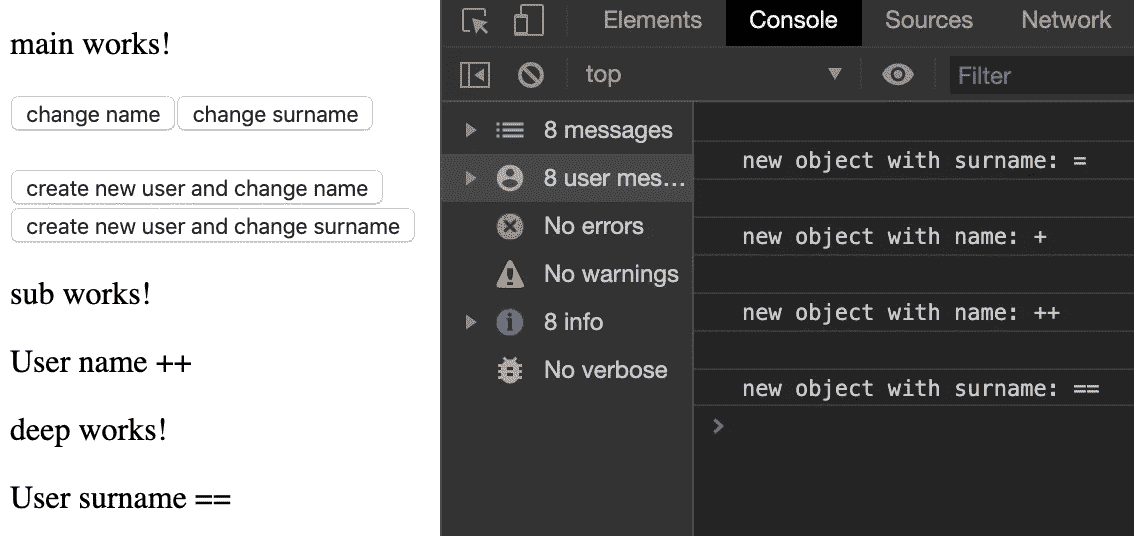 main works!
change name change surname
create new user and change name
create new user and change surname
sub works!
User name ++
deep works!
User surname ==
Elements Console Sources Network
top Filter
8 messages
8 user mes...
No errors
No warnings
8 info
No verbose
new object with surname: =
new object with name: +
new object with name: ++
new object with surname: ==
>